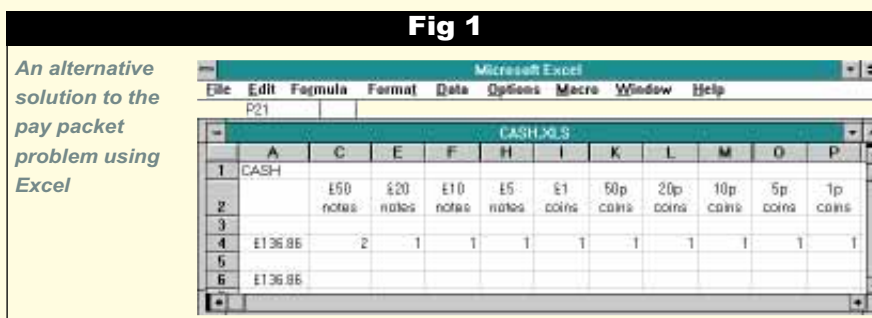 Fig 1
An alternative
solution to the
pay packet
problem using
Excel
Microsoft Excel
File Edit Formula Format Data Options Macro Window Help
P21
CASH.XLS
A C E F H I K L M O P
1 CASH
£50 £20 £10 £5 £1 50p 20p 10p 5p 1p
2 notes notes notes notes coins coins coins coins coins coins
3
4 £136.86 2 1 1 1 1 1 1 1 1 1
5
6 £136.86